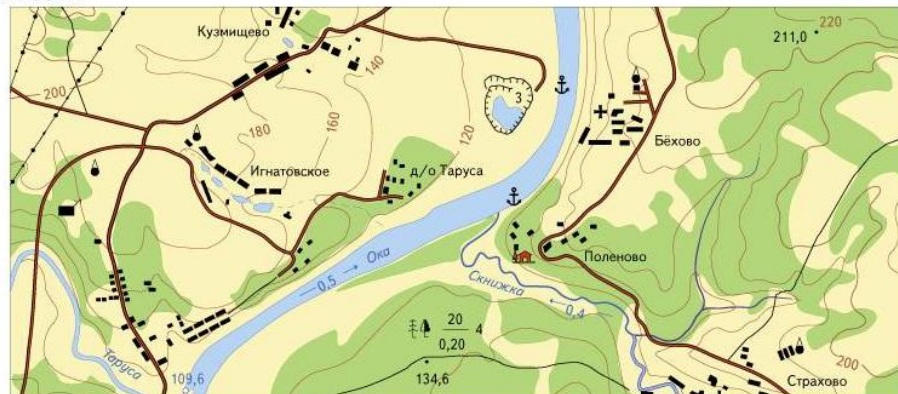 Кузмищево
220
211,0
140
3
200
160
120
180
Бёхово
Игнатовское
д/о Таруса
Ока
0,5
Поленово
Скнижка
0,4
20
4
0,20
Таруса
109,6
134,6
200
Страхово